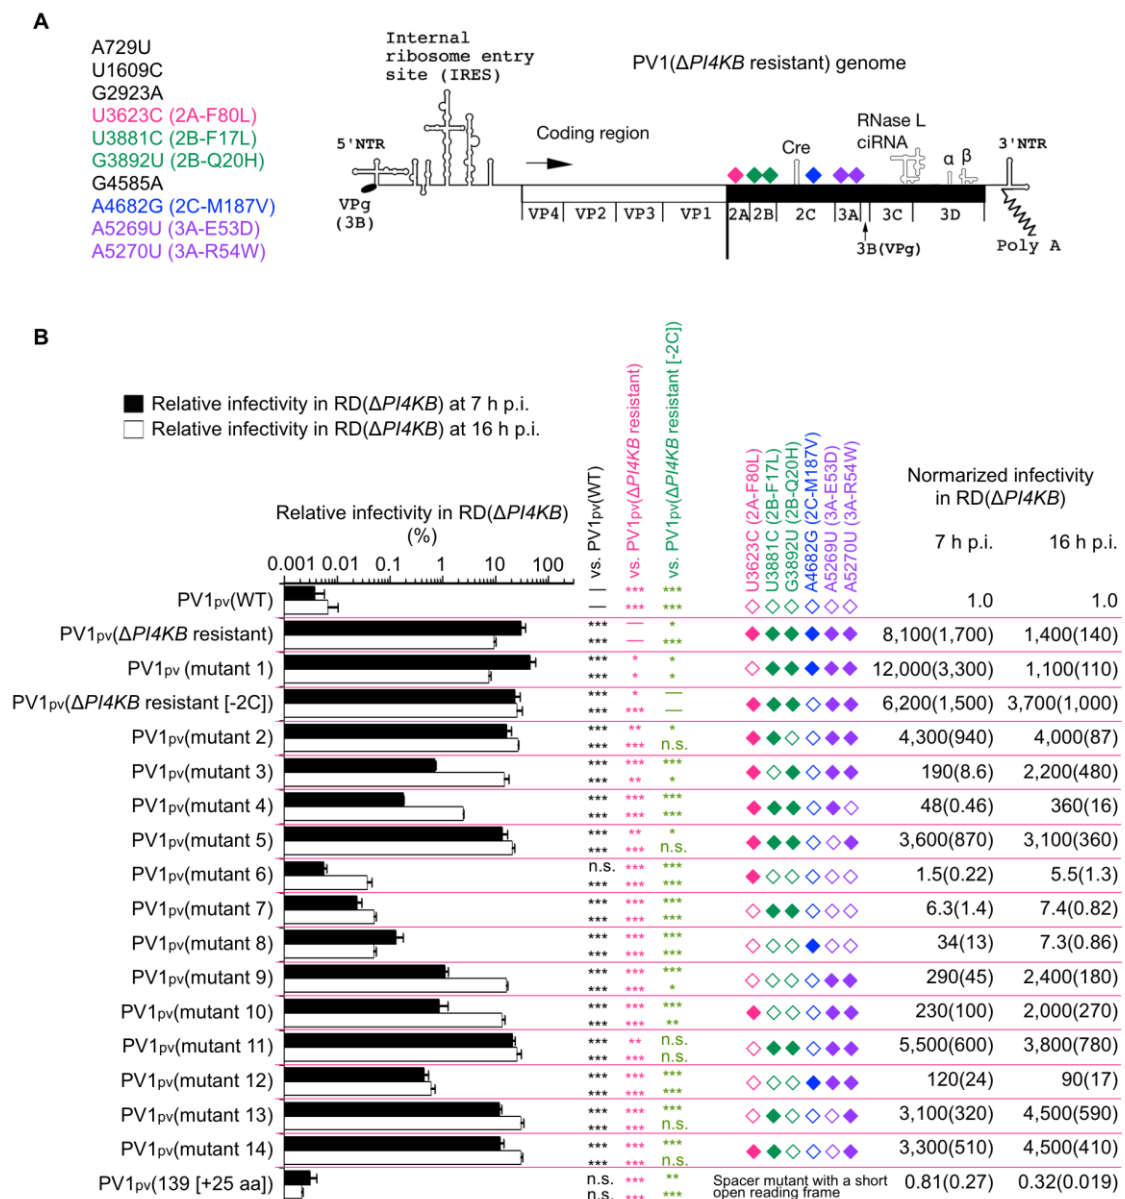 A
A729U
U1609C
G2923A
U3623C (2A-F80L)
U3881C (2B-F17L)
G3892U (2B-Q20H)
G4585A
A4682G (2C-M187V)
A5269U (3A-E53D)
A5270U (3A-R54W)
Internal
ribosome entry
site (IRES)
PV1(ΔPI4KB resistant) genome
5'NTR
Coding region
Cre
RNase L
ciRNA
α β
3'NTR
VPg
(3B)
VP4 VP2 VP3 VP1 2A 2B 2C 3A 3C 3D
3B(VPg)
Poly A
B
Relative infectivity in RD(ΔPI4KB) at 7 h p.i.
Relative infectivity in RD(ΔPI4KB) at 16 h p.i.
Relative infectivity in RD(ΔPI4KB)
(%)
0.001 0.01 0.1 1 10 100
vs. PV1pv(WT)
vs. PV1pv(ΔPI4KB resistant)
vs. PV1pv(ΔPI4KB resistant [-2C])
U3623C (2A-F80L)
U3881C (2B-F17L)
G3892U (2B-Q20H)
A4682G (2C-M187V)
A5269U (3A-E53D)
A5270U (3A-R54W)
Normarized infectivity
in RD(ΔPI4KB)
7 h p.i. 16 h p.i.
PV1pv(WT) — *** *** 1.0 1.0
— *** ***
PV1pv(ΔPI4KB resistant) *** — * 8,100(1,700) 1,400(140)
*** — ***
PV1pv (mutant 1) *** * * 12,000(3,300) 1,100(110)
*** * *
PV1pv(ΔPI4KB resistant [-2C]) *** * — 6,200(1,500) 3,700(1,000)
*** *** —
PV1pv(mutant 2) *** ** * 4,300(940) 4,000(87)
*** *** n.s.
PV1pv(mutant 3) *** *** *** 190(8.6) 2,200(480)
*** ** *
PV1pv(mutant 4) *** *** *** 48(0.46) 360(16)
*** *** ***
PV1pv(mutant 5) *** ** * 3,600(870) 3,100(360)
*** *** n.s.
PV1pv(mutant 6) n.s. *** *** 1.5(0.22) 5.5(1.3)
*** *** ***
PV1pv(mutant 7) *** *** *** 6.3(1.4) 7.4(0.82)
*** *** ***
PV1pv(mutant 8) *** *** *** 34(13) 7.3(0.86)
*** *** ***
PV1pv(mutant 9) *** *** *** 290(45) 2,400(180)
*** *** *
PV1pv(mutant 10) *** *** *** 230(100) 2,000(270)
*** *** **
PV1pv(mutant 11) *** ** n.s. 5,500(600) 3,800(780)
*** *** n.s.
PV1pv(mutant 12) *** *** *** 120(24) 90(17)
*** *** ***
PV1pv(mutant 13) *** *** *** 3,100(320) 4,500(590)
*** *** n.s.
PV1pv(mutant 14) *** *** *** 3,300(510) 4,500(410)
*** *** n.s.
PV1pv(139 [+25 aa]) n.s. *** ** Spacer mutant with a short 0.81(0.27) 0.32(0.019)
n.s. *** *** open reading frame